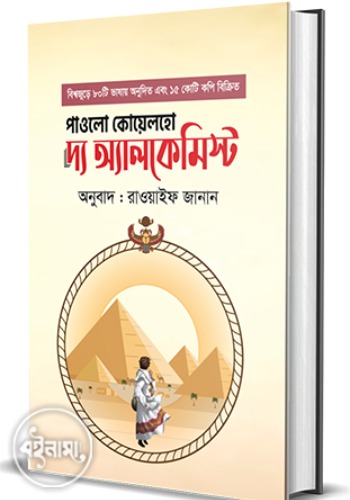 বিশ্বজুড়ে ৮০টি ভাষায় অনুদিত এবং ১৫ কোটি কপি বিক্রিত
পাওলো কোয়েলহো
দ্য অ্যালকেমিস্ট
অনুবাদ : রাওয়াইফ জানান
বইনামা